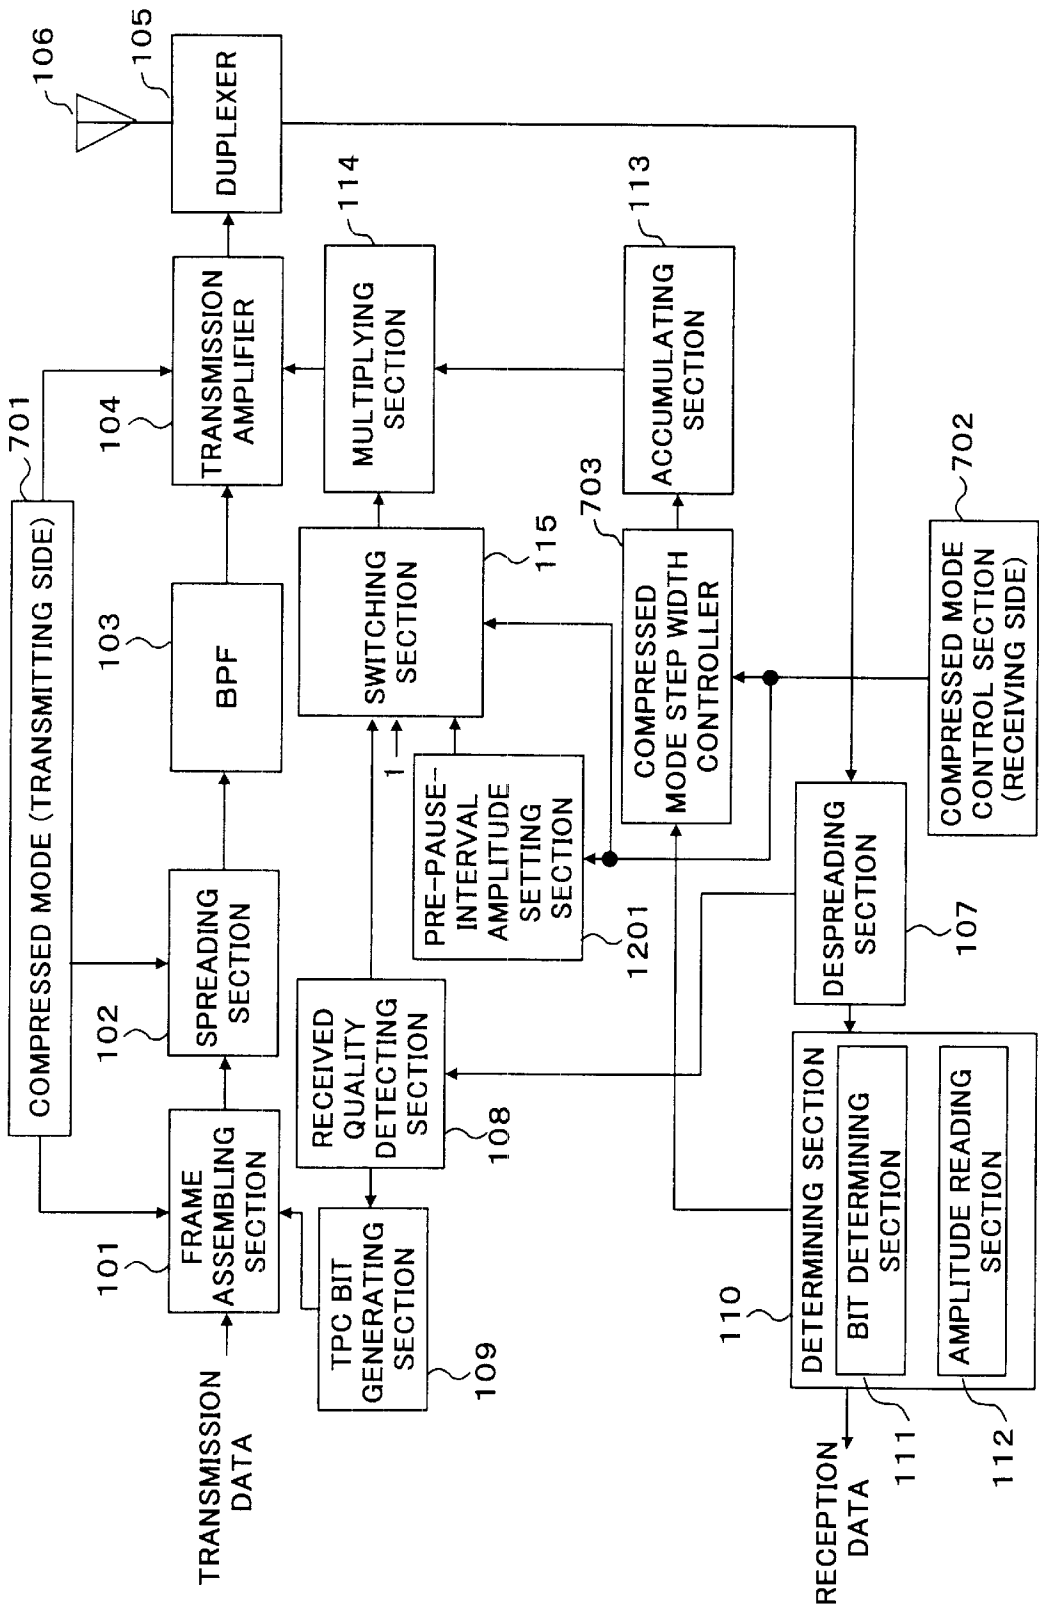 COMPRESSED MODE (TRANSMITTING SIDE)
701
TRANSMISSION
DATA
101
FRAME
ASSEMBLING
SECTION
102
SPREADING
SECTION
103
BPF
104
TRANSMISSION
AMPLIFIER
105
DUPLEXER
106
TPC BIT
GENERATING
SECTION
109
RECEIVED
QUALITY
DETECTING
SECTION
108
1
PRE-PAUSE-
INTERVAL
AMPLITUDE
SETTING
SECTION
1201
SWITCHING
SECTION
115
MULTIPLYING
SECTION
114
COMPRESSED
MODE STEP WIDTH
CONTROLLER
703
ACCUMULATING
SECTION
113
RECEPTION
DATA
110
DETERMINING SECTION
BIT DETERMINING
SECTION
111
AMPLITUDE READING
SECTION
112
DESPREADING
SECTION
107
COMPRESSED MODE
CONTROL SECTION
(RECEIVING SIDE)
702